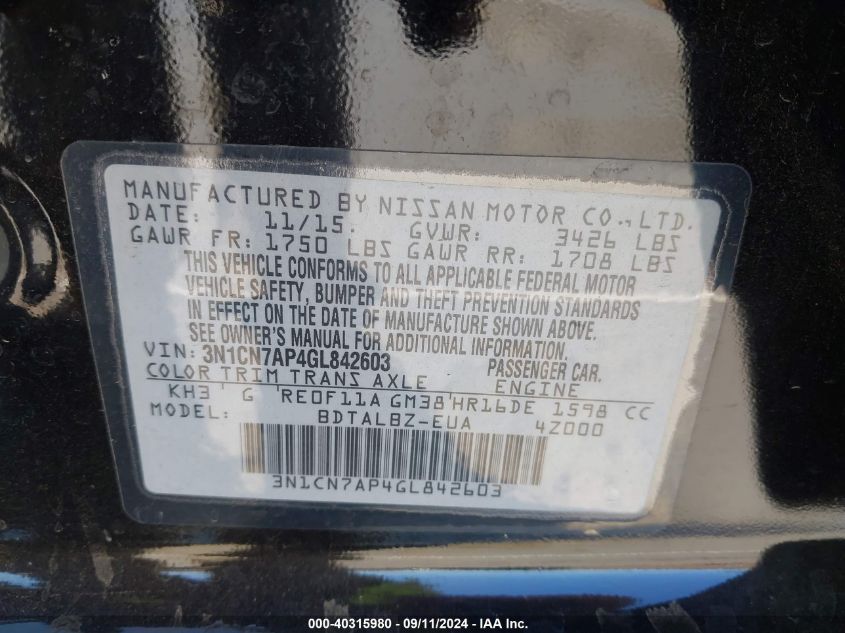 MANUFACTURED BY NISSAN MOTOR CO., LTD.
DATE: 11/15. GVWR: 3426 LBS
GAWR FR: 1750 LBS GAWR RR: 1708 LBS
THIS VEHICLE CONFORMS TO ALL APPLICABLE FEDERAL MOTOR
VEHICLE SAFETY, BUMPER AND THEFT PREVENTION STANDARDS
IN EFFECT ON THE DATE OF MANUFACTURE SHOWN ABOVE.
SEE OWNER'S MANUAL FOR ADDITIONAL INFORMATION.
VIN: 3N1CN7AP4GL842603 PASSENGER CAR.
COLOR TRIM TRANS AXLE ENGINE
KH3 ' G 'RE0F11A GM38'HR16DE 1598 CC
MODEL: BDTALBZ-EUA 4Z000
3N1CN7AP4GL842603
000-40315980 - 09/11/2024 - IAA Inc.